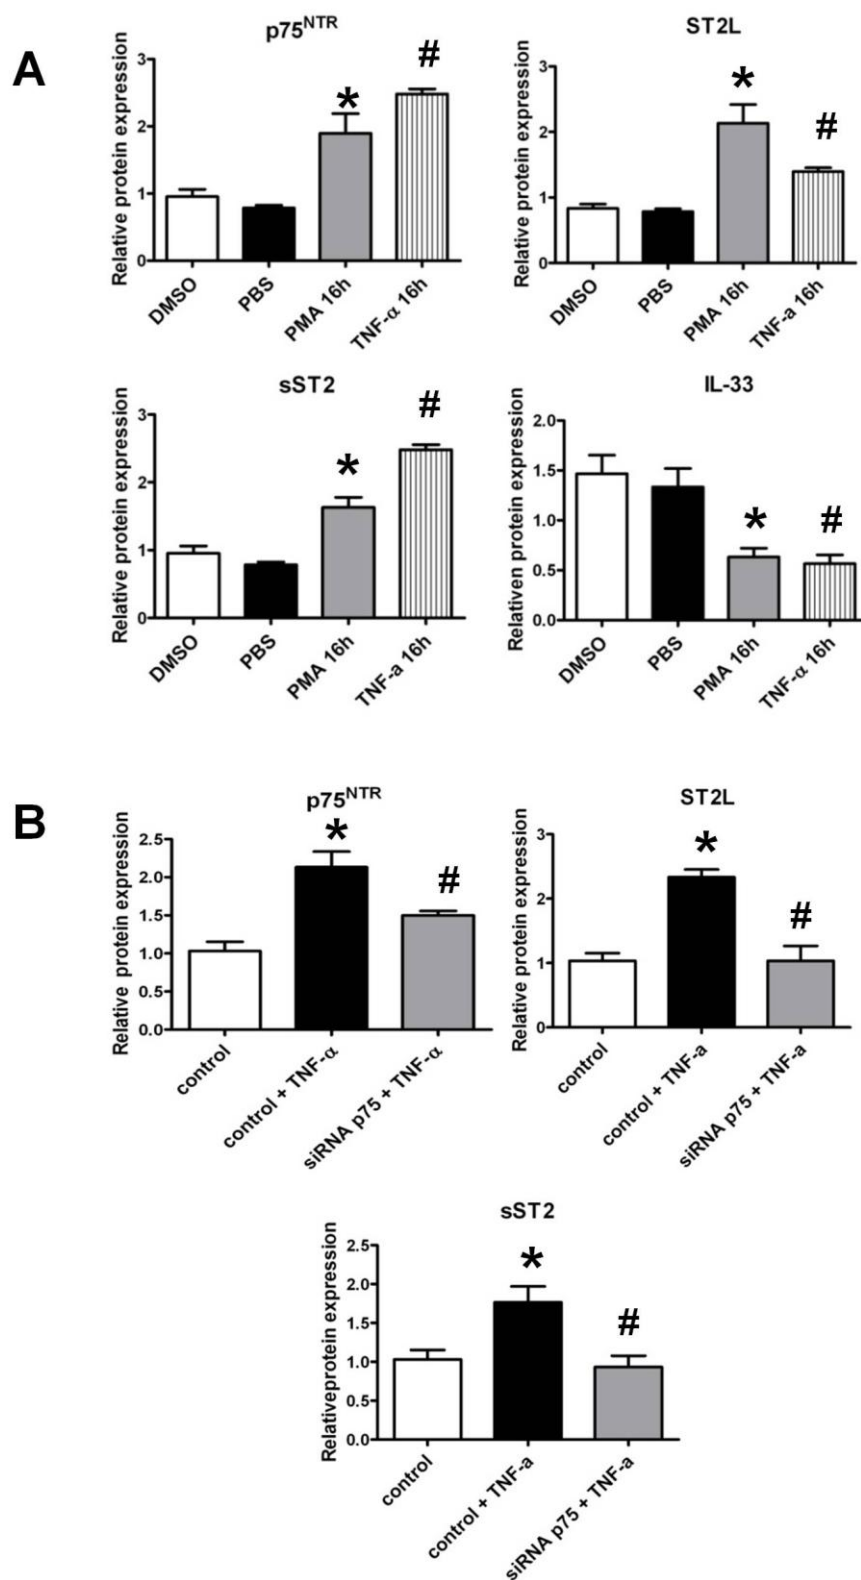 A
p75NTR
#
*
Relative protein expression
3
2
1
0
DMSO
PBS
PMA 16h
TNF-α 16h
ST2L
*
#
Relative protein expression
3
2
1
0
DMSO
PBS
PMA 16h
TNF-a 16h
sST2
#
*
Relative protein expression
3
2
1
0
DMSO
PBS
PMA 16h
TNF-a 16h
IL-33
*
#
Relativen protein expression
2.0
1.5
1.0
0.5
0.0
DMSO
PBS
PMA 16h
TNF-α 16h
B
p75NTR
*
#
Relative protein expression
2.5
2.0
1.5
1.0
0.5
0.0
control
control + TNF-α
siRNA p75 + TNF-α
ST2L
*
#
Relative protein expression
3
2
1
0
control
control + TNF-a
siRNA p75 + TNF-a
sST2
*
#
Relativeprotein expression
2.5
2.0
1.5
1.0
0.5
0.0
control
control + TNF-a
siRNA p75 + TNF-a